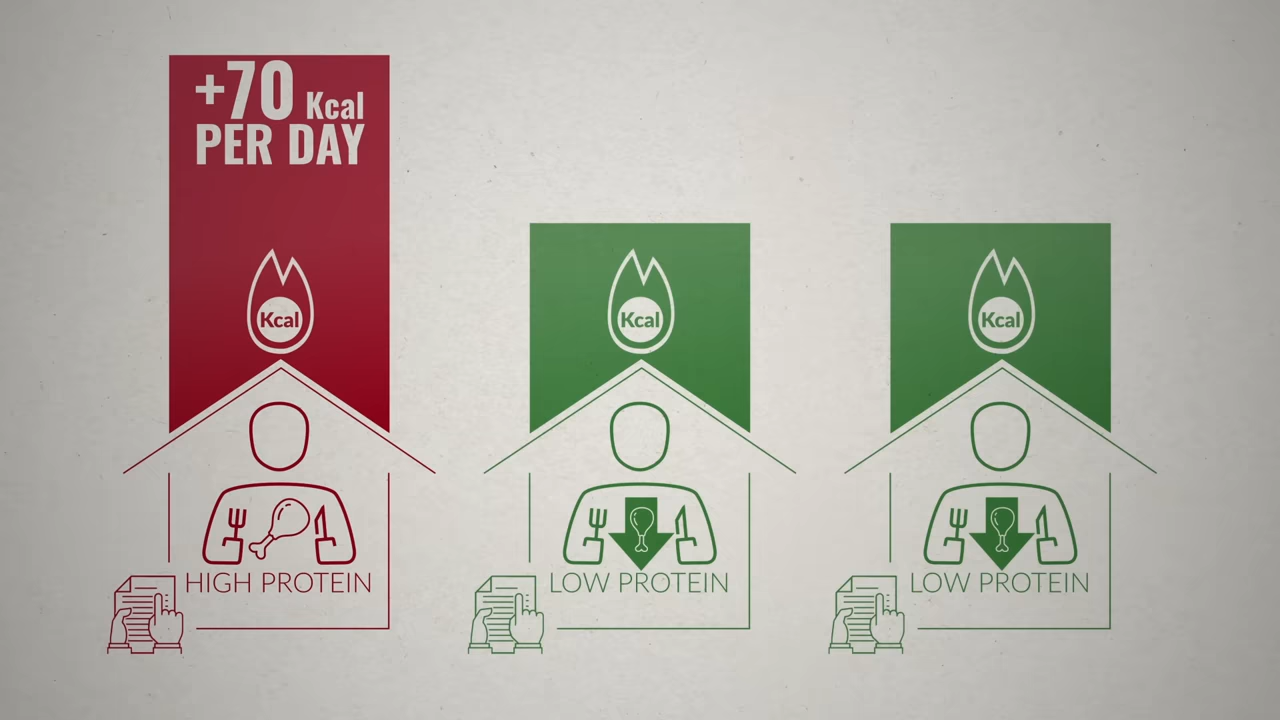 +70 Kcal
PER DAY
Kcal
Kcal
Kcal
HIGH PROTEIN
LOW PROTEIN
LOW PROTEIN